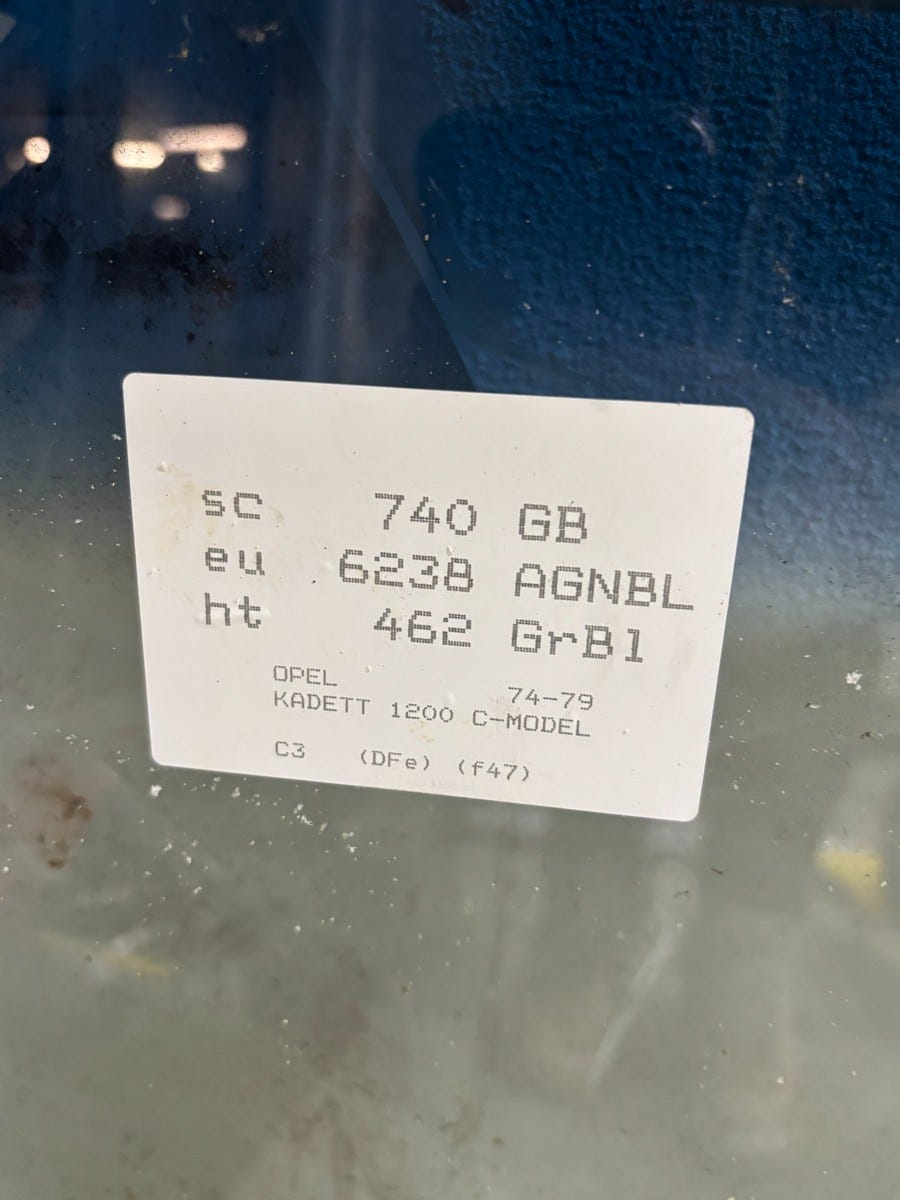 sc 740 GB
eu 6238 AGNBL
ht 462 GrBl
OPEL 74-79
KADETT 1200 C-MODEL
C3 (DFe) (f47)